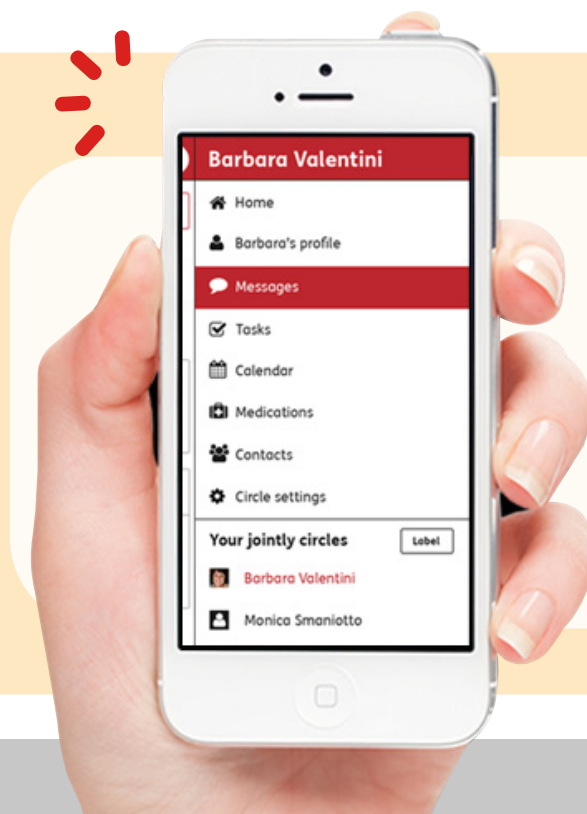 Barbara Valentini
Home
Barbara's profile
Messages
Tasks
Calendar
Medications
Contacts
Circle settings
Your jointly circles Label
Barbara Valentini
Monica Smaniotto